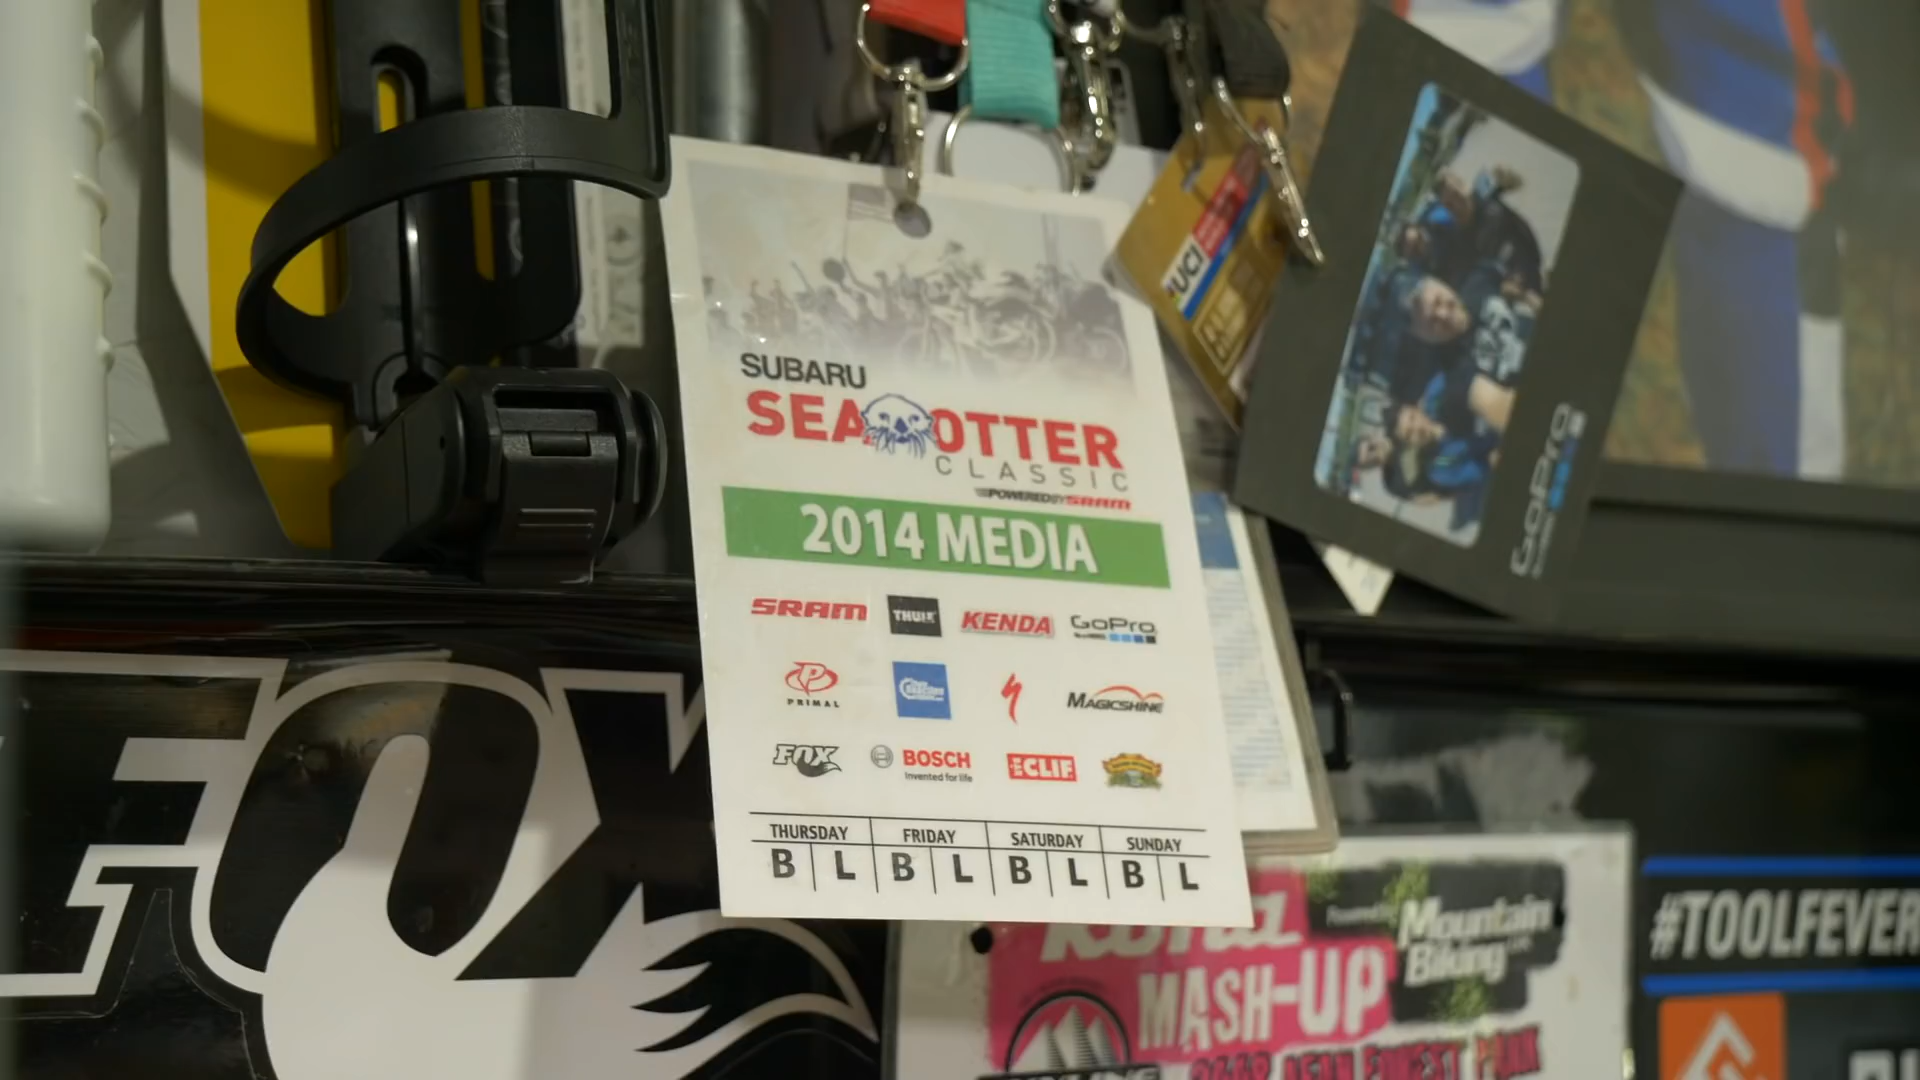 SUBARU
SEA OTTER
CLASSIC
POWERED BY SRAM
2014 MEDIA
SRAM THULE KENDA GoPro
PRIMAL MAGICSHINE
FOX BOSCH CLIF
Invented for life
THURSDAY FRIDAY SATURDAY SUNDAY
B L B L B L B L
UCI
GoPro
FOX
Kona
Mountain
Biking
MASH-UP
#TOOLFEVER